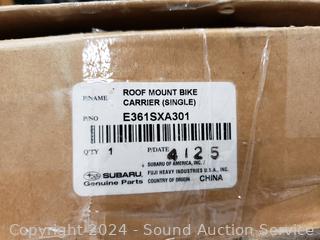 P/NAME ROOF MOUNT BIKE
CARRIER (SINGLE)
P/NO E361SXA301
Q'TY 1 P/DATE 4125
SUBARU OF AMERICA, INC.
SUBARU FUJI HEAVY INDUSTRIES U.S.A., INC.
Genuine Parts COUNTRY OF ORIGIN CHINA
Copyright © 2024 - Sound Auction Service